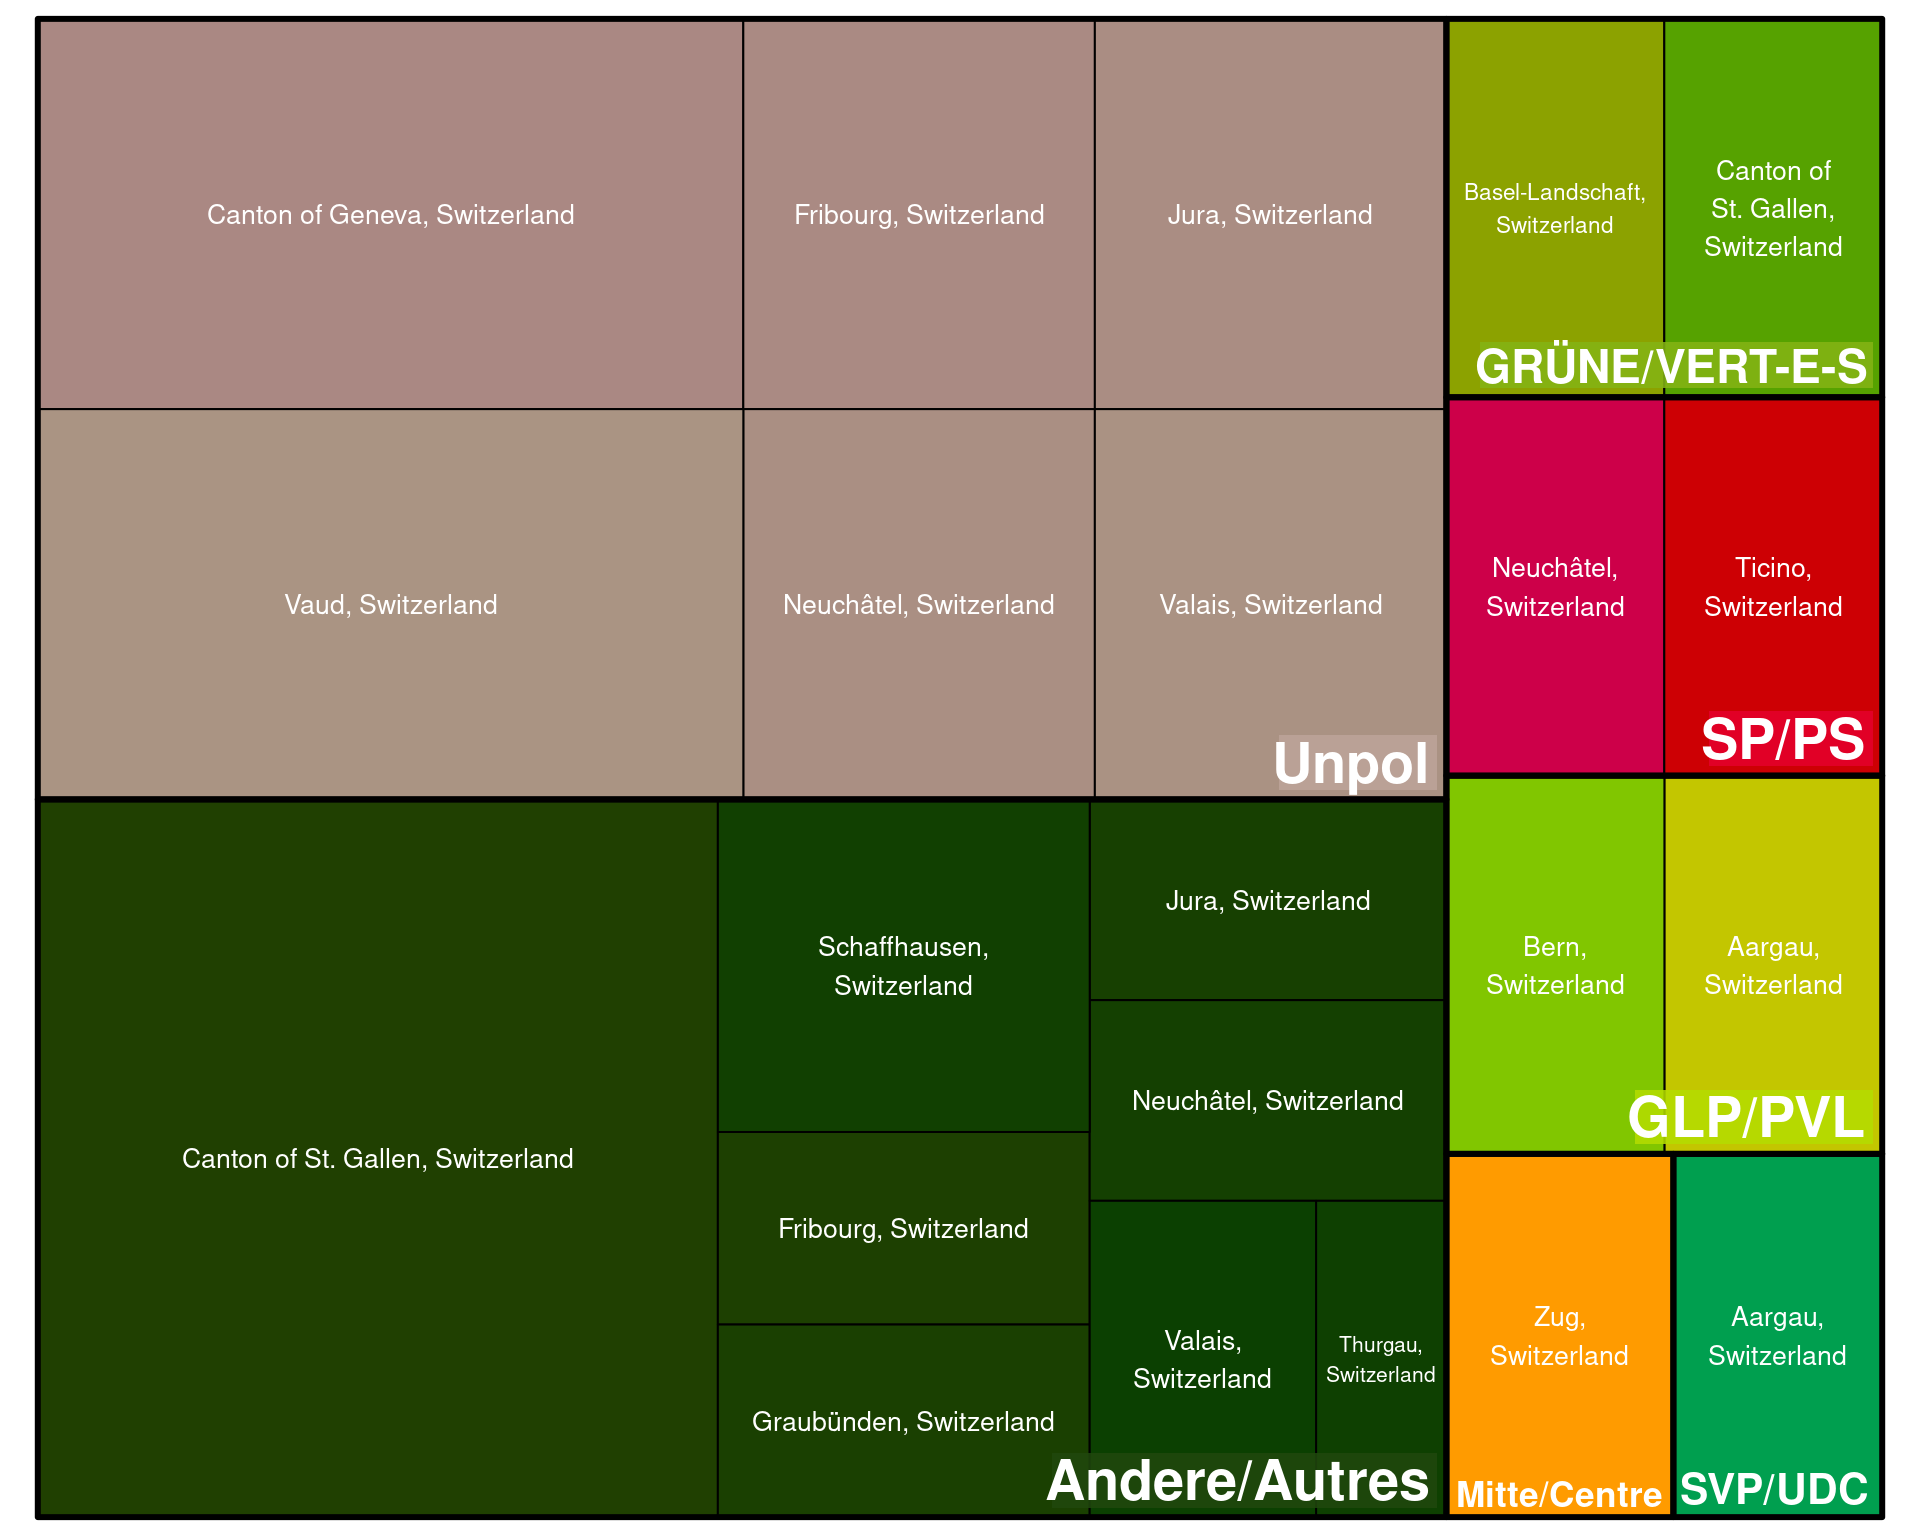 Canton of Geneva, Switzerland
Fribourg, Switzerland
Jura, Switzerland
Vaud, Switzerland
Neuchâtel, Switzerland
Valais, Switzerland
Unpol
Canton of St. Gallen, Switzerland
Schaffhausen,
Switzerland
Fribourg, Switzerland
Graubünden, Switzerland
Jura, Switzerland
Neuchâtel, Switzerland
Valais,
Switzerland
Thurgau,
Switzerland
Andere/Autres
Basel-Landschaft,
Switzerland
Canton of
St. Gallen,
Switzerland
GRÜNE/VERT-E-S
Neuchâtel,
Switzerland
Ticino,
Switzerland
SP/PS
Bern,
Switzerland
Aargau,
Switzerland
GLP/PVL
Zug,
Switzerland
Mitte/Centre
Aargau,
Switzerland
SVP/UDC